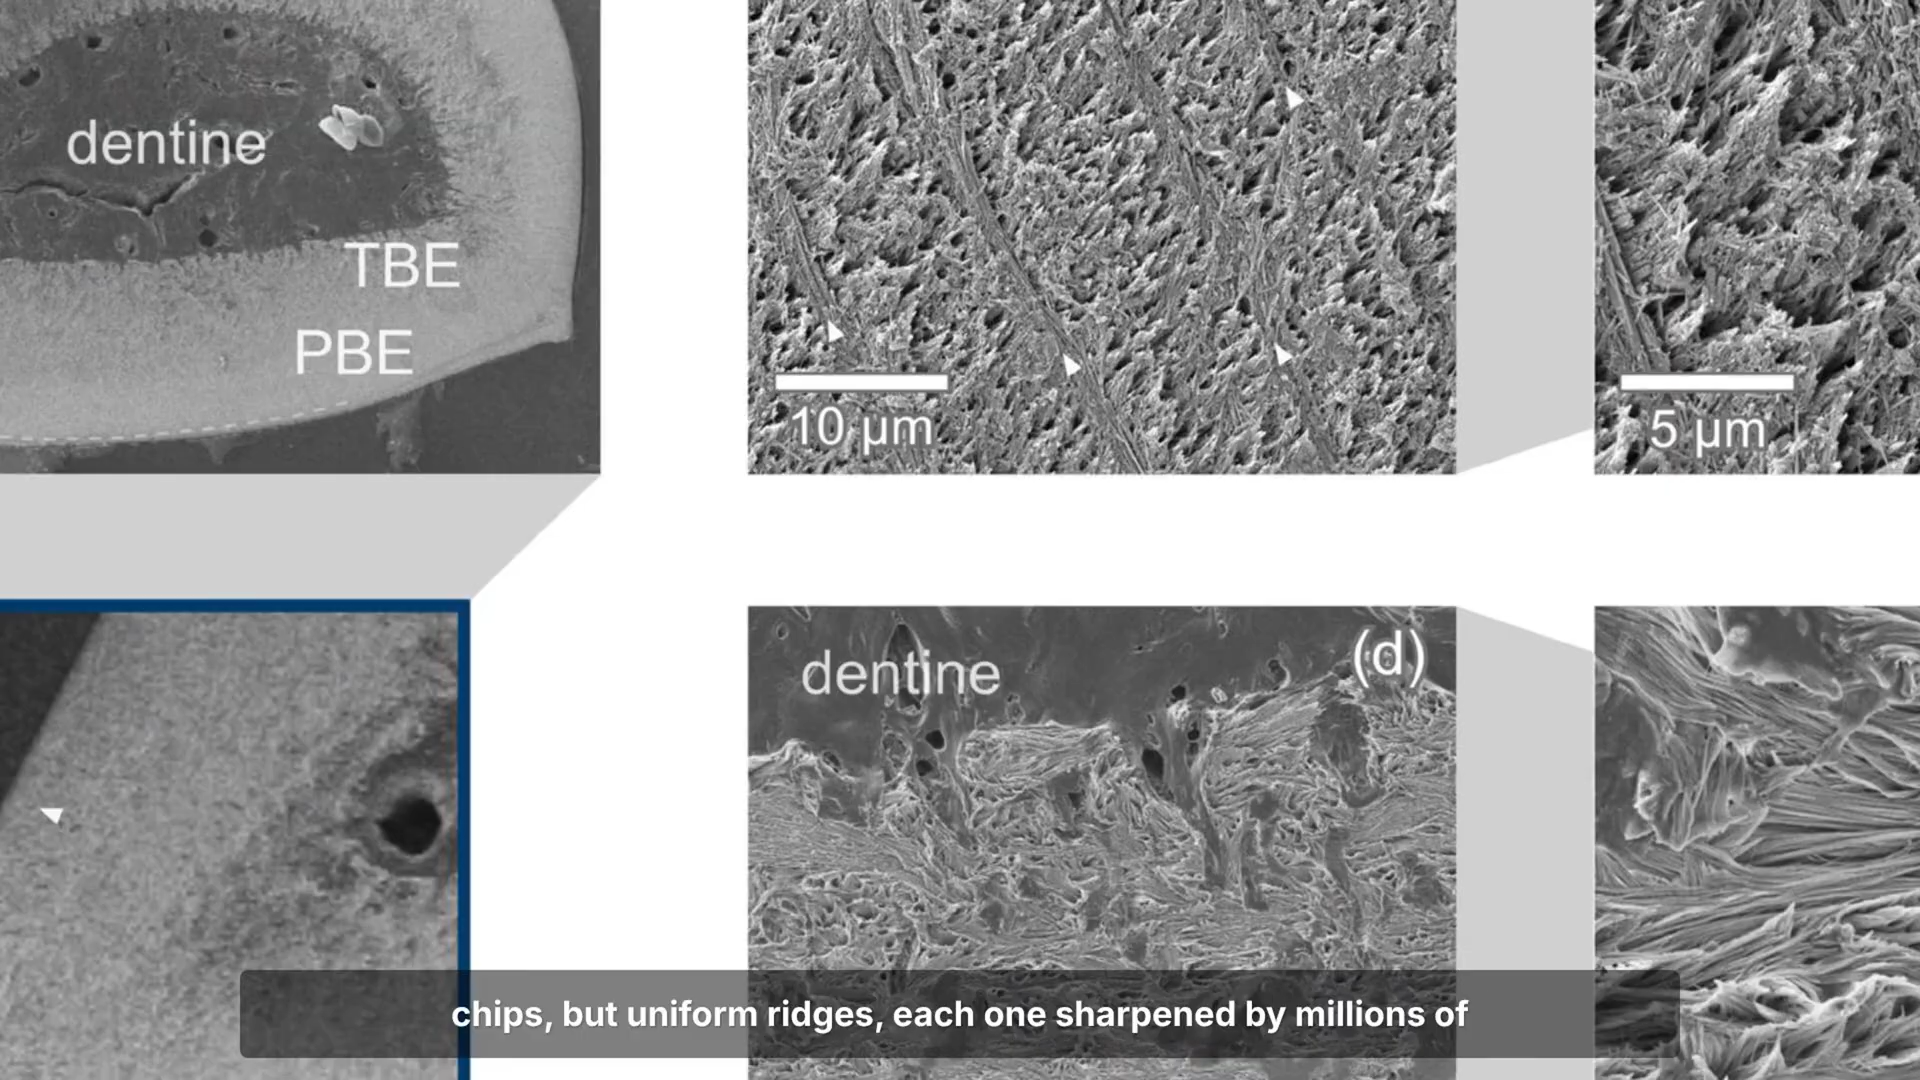 dentine
TBE
PBE
10 µm
5 µm
dentine
(d)
chips, but uniform ridges, each one sharpened by millions of